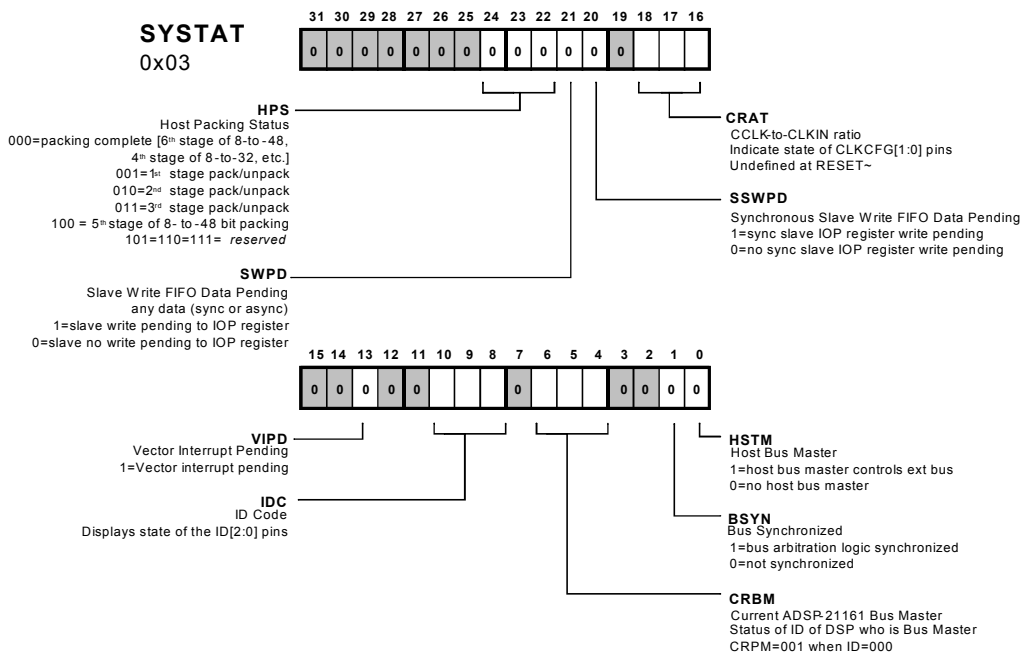 SYSTAT
0x03
31 30 29 28 27 26 25 24 23 22 21 20 19 18 17 16
0 0 0 0 0 0 0 0 0 0 0 0 0
HPS
Host Packing Status
000=packing complete [6th stage of 8-to-48,
4th stage of 8-to-32, etc.]
001=1st stage pack/unpack
010=2nd stage pack/unpack
011=3rd stage pack/unpack
100 = 5th stage of 8-to-48 bit packing
101=110=111= reserved
SWPD
Slave Write FIFO Data Pending
any data (sync or async)
1=slave write pending to IOP register
0=slave no write pending to IOP register
CRAT
CCLK-to-CLKIN ratio
Indicate state of CLKCFG[1:0] pins
Undefined at RESET~
SSWPD
Synchronous Slave Write FIFO Data Pending
1=sync slave IOP register write pending
0=no sync slave IOP register write pending
15 14 13 12 11 10 9 8 7 6 5 4 3 2 1 0
0 0 0 0 0 0 0 0 0 0
VIPD
Vector Interrupt Pending
1=Vector interrupt pending
IDC
ID Code
Displays state of the ID[2:0] pins
HSTM
Host Bus Master
1=host bus master controls ext bus
0=no host bus master
BSYN
Bus Synchronized
1=bus arbitration logic synchronized
0=not synchronized
CRBM
Current ADSP-21161 Bus Master
Status of ID of DSP who is Bus Master
CRPM=001 when ID=000